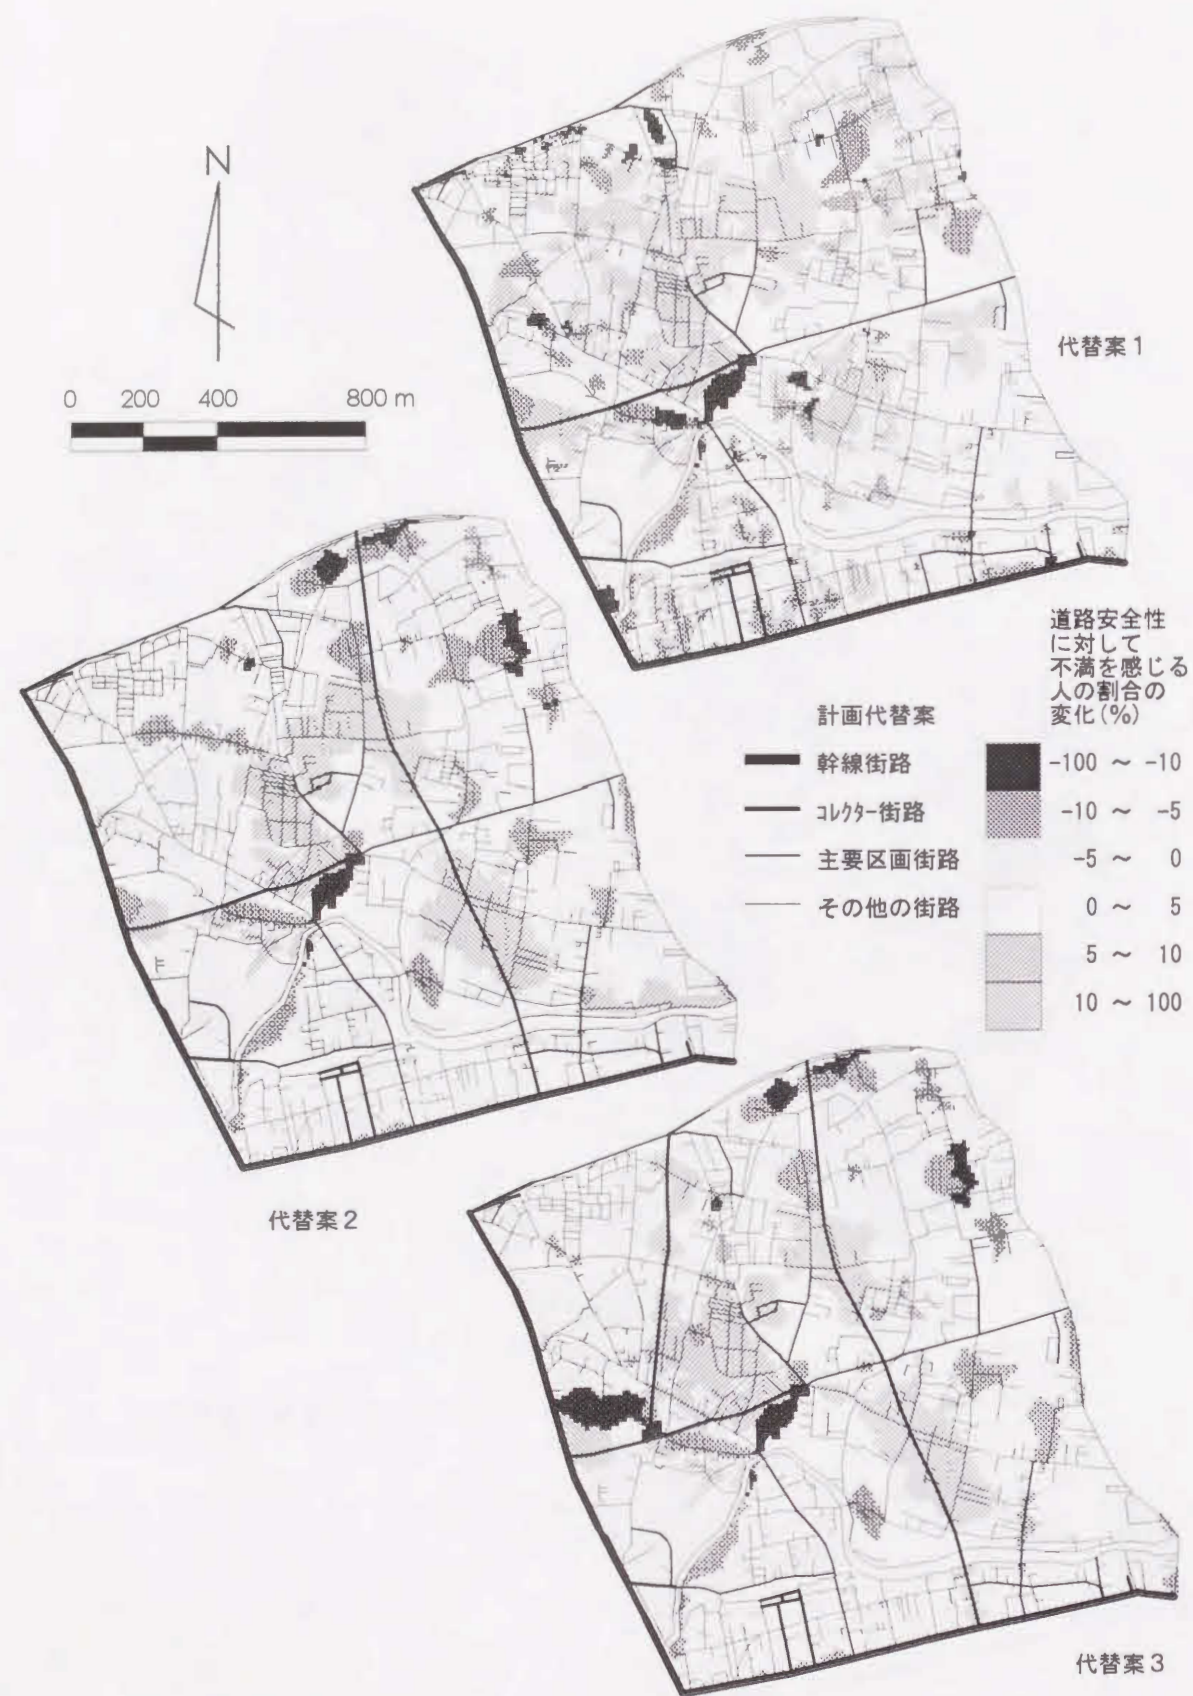 N
0 200 400 800 m
代替案1
代替案2
代替案3
計画代替案
幹線街路
コレクター街路
主要区画街路
その他の街路
道路安全性
に対して
不満を感じる
人の割合の
変化(%)
-100 ~ -10
-10 ~ -5
-5 ~ 0
0 ~ 5
5 ~ 10
10 ~ 100